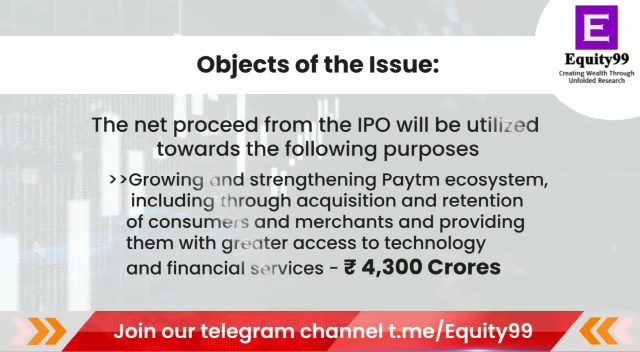 E
Equity99
Creating Wealth Through
Unfolded Research
Objects of the Issue:
The net proceed from the IPO will be utilized
towards the following purposes
>>Growing and strengthening Paytm ecosystem,
including through acquisition and retention
of consumers and merchants and providing
them with greater access to technology
and financial services - ₹ 4,300 Crores
Join our telegram channel t.me/Equity99